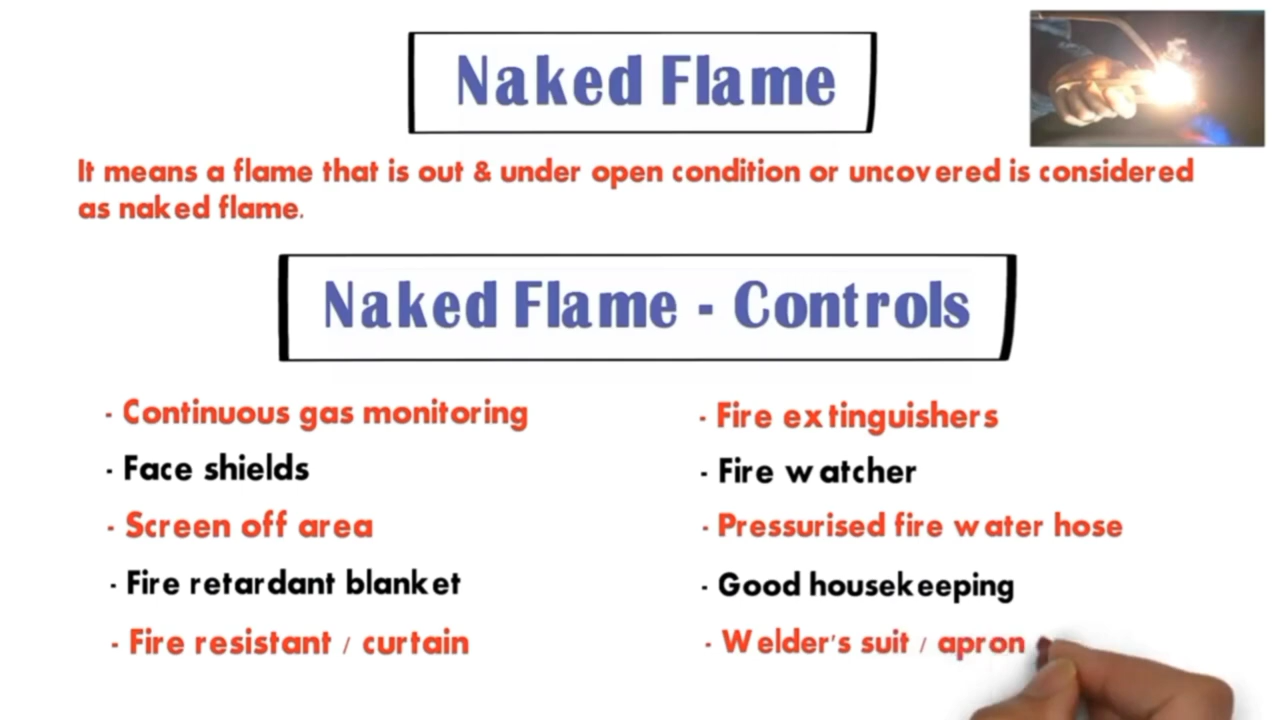 Naked Flame
It means a flame that is out & under open condition or uncovered is considered
as naked flame.
Naked Flame - Controls
- Continuous gas monitoring
- Face shields
- Screen off area
- Fire retardant blanket
- Fire resistant / curtain
- Fire extinguishers
- Fire watcher
- Pressurised fire water hose
- Good housekeeping
- Welder's suit / apron